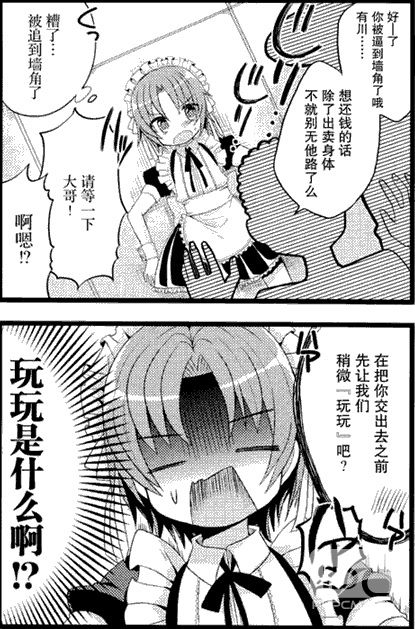 好—了
你被逼到墙角了哦
有川……
想还钱的话
除了出卖身体
不就别无他路了么
糟了…
被追到墙角了
请等一下
大哥！
啊嗯!?
在把你交出去之前
先让我们
稍微『玩玩』吧？
玩玩是什么啊!?